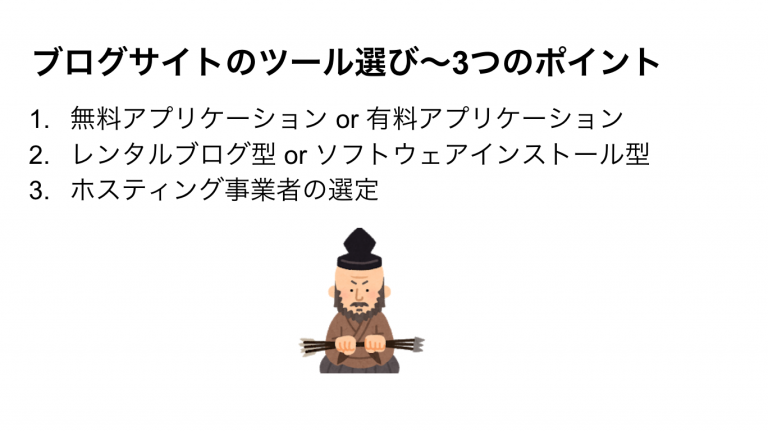 ブログサイトのツール選び〜3つのポイント
1. 無料アプリケーション or 有料アプリケーション
2. レンタルブログ型 or ソフトウェアインストール型
3. ホスティング事業者の選定